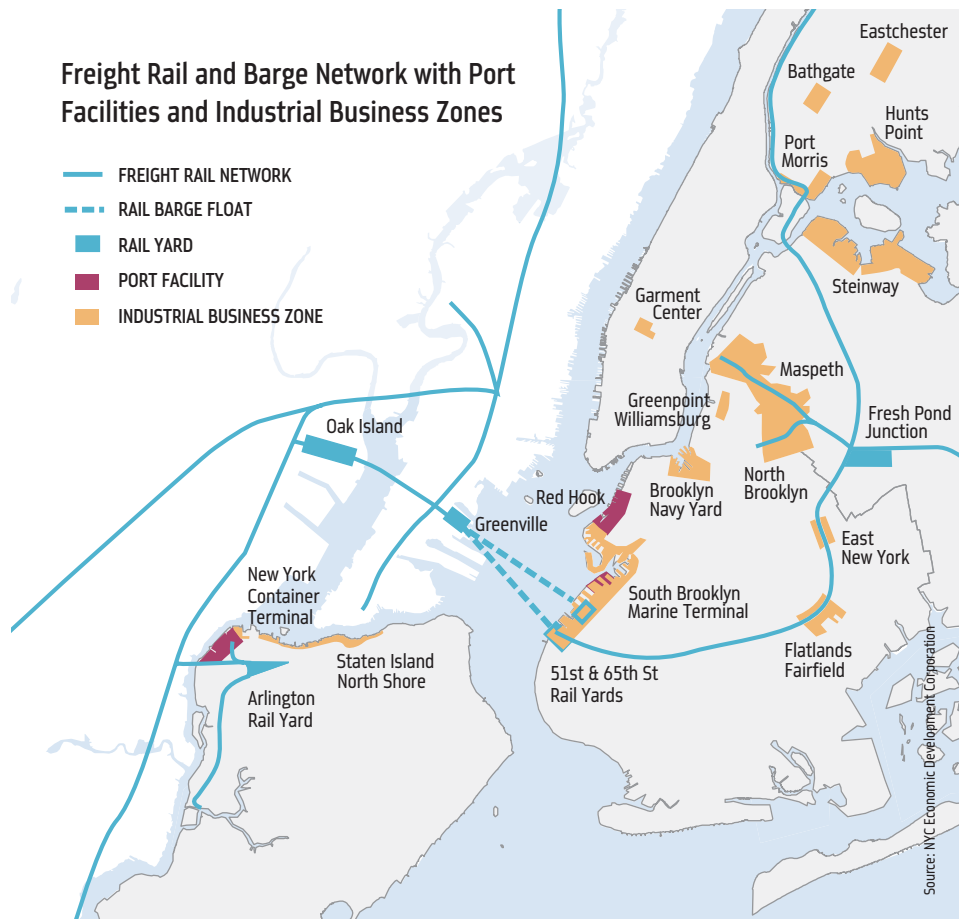 Freight Rail and Barge Network with Port
Facilities and Industrial Business Zones
FREIGHT RAIL NETWORK
RAIL BARGE FLOAT
RAIL YARD
PORT FACILITY
INDUSTRIAL BUSINESS ZONE
Eastchester
Bathgate
Hunts
Point
Port
Morris
Steinway
Garment
Center
Maspeth
Greenpoint
Williamsburg
Fresh Pond
Junction
Oak Island
North
Brooklyn
Brooklyn
Navy Yard
Red Hook
Greenville
East
New York
New York
Container
Terminal
South Brooklyn
Marine Terminal
Staten Island
North Shore
51st & 65th St
Rail Yards
Flatlands
Fairfield
Arlington
Rail Yard
Source: NYC Economic Development Corporation